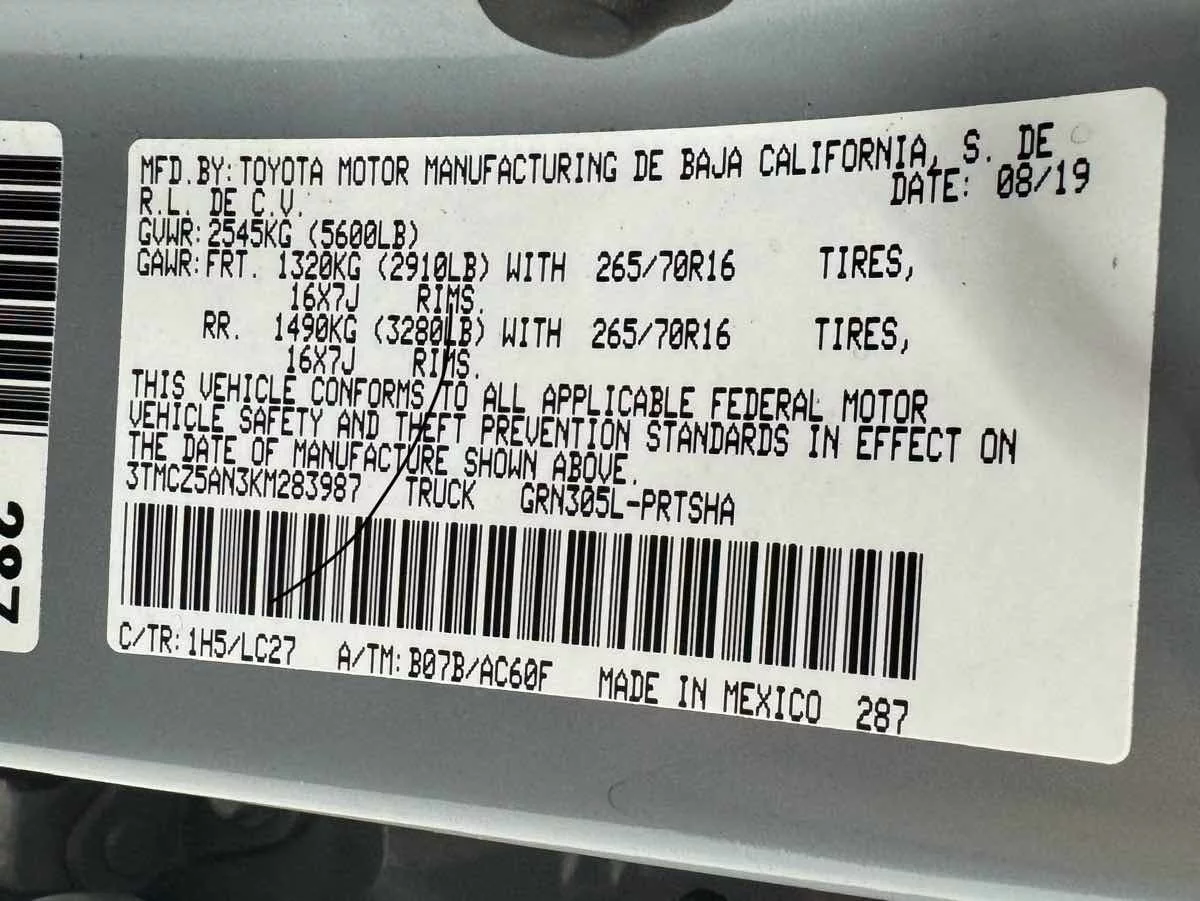 MFD.BY:TOYOTA MOTOR MANUFACTURING DE BAJA CALIFORNIA, S. DE
R.L. DE C.V.
DATE: 08/19
GVWR:2545KG (5600LB)
GAWR:FRT. 1320KG (2910LB) WITH 265/70R16 TIRES,
16X7J RIMS.
RR. 1490KG (3280LB) WITH 265/70R16 TIRES,
16X7J RIMS.
THIS VEHICLE CONFORMS TO ALL APPLICABLE FEDERAL MOTOR
VEHICLE SAFETY AND THEFT PREVENTION STANDARDS IN EFFECT ON
THE DATE OF MANUFACTURE SHOWN ABOVE.
3TMCZ5AN3KM283987 TRUCK GRN305L-PRTSHA
C/TR:1H5/LC27 A/TM:B07B/AC60F MADE IN MEXICO 287
287